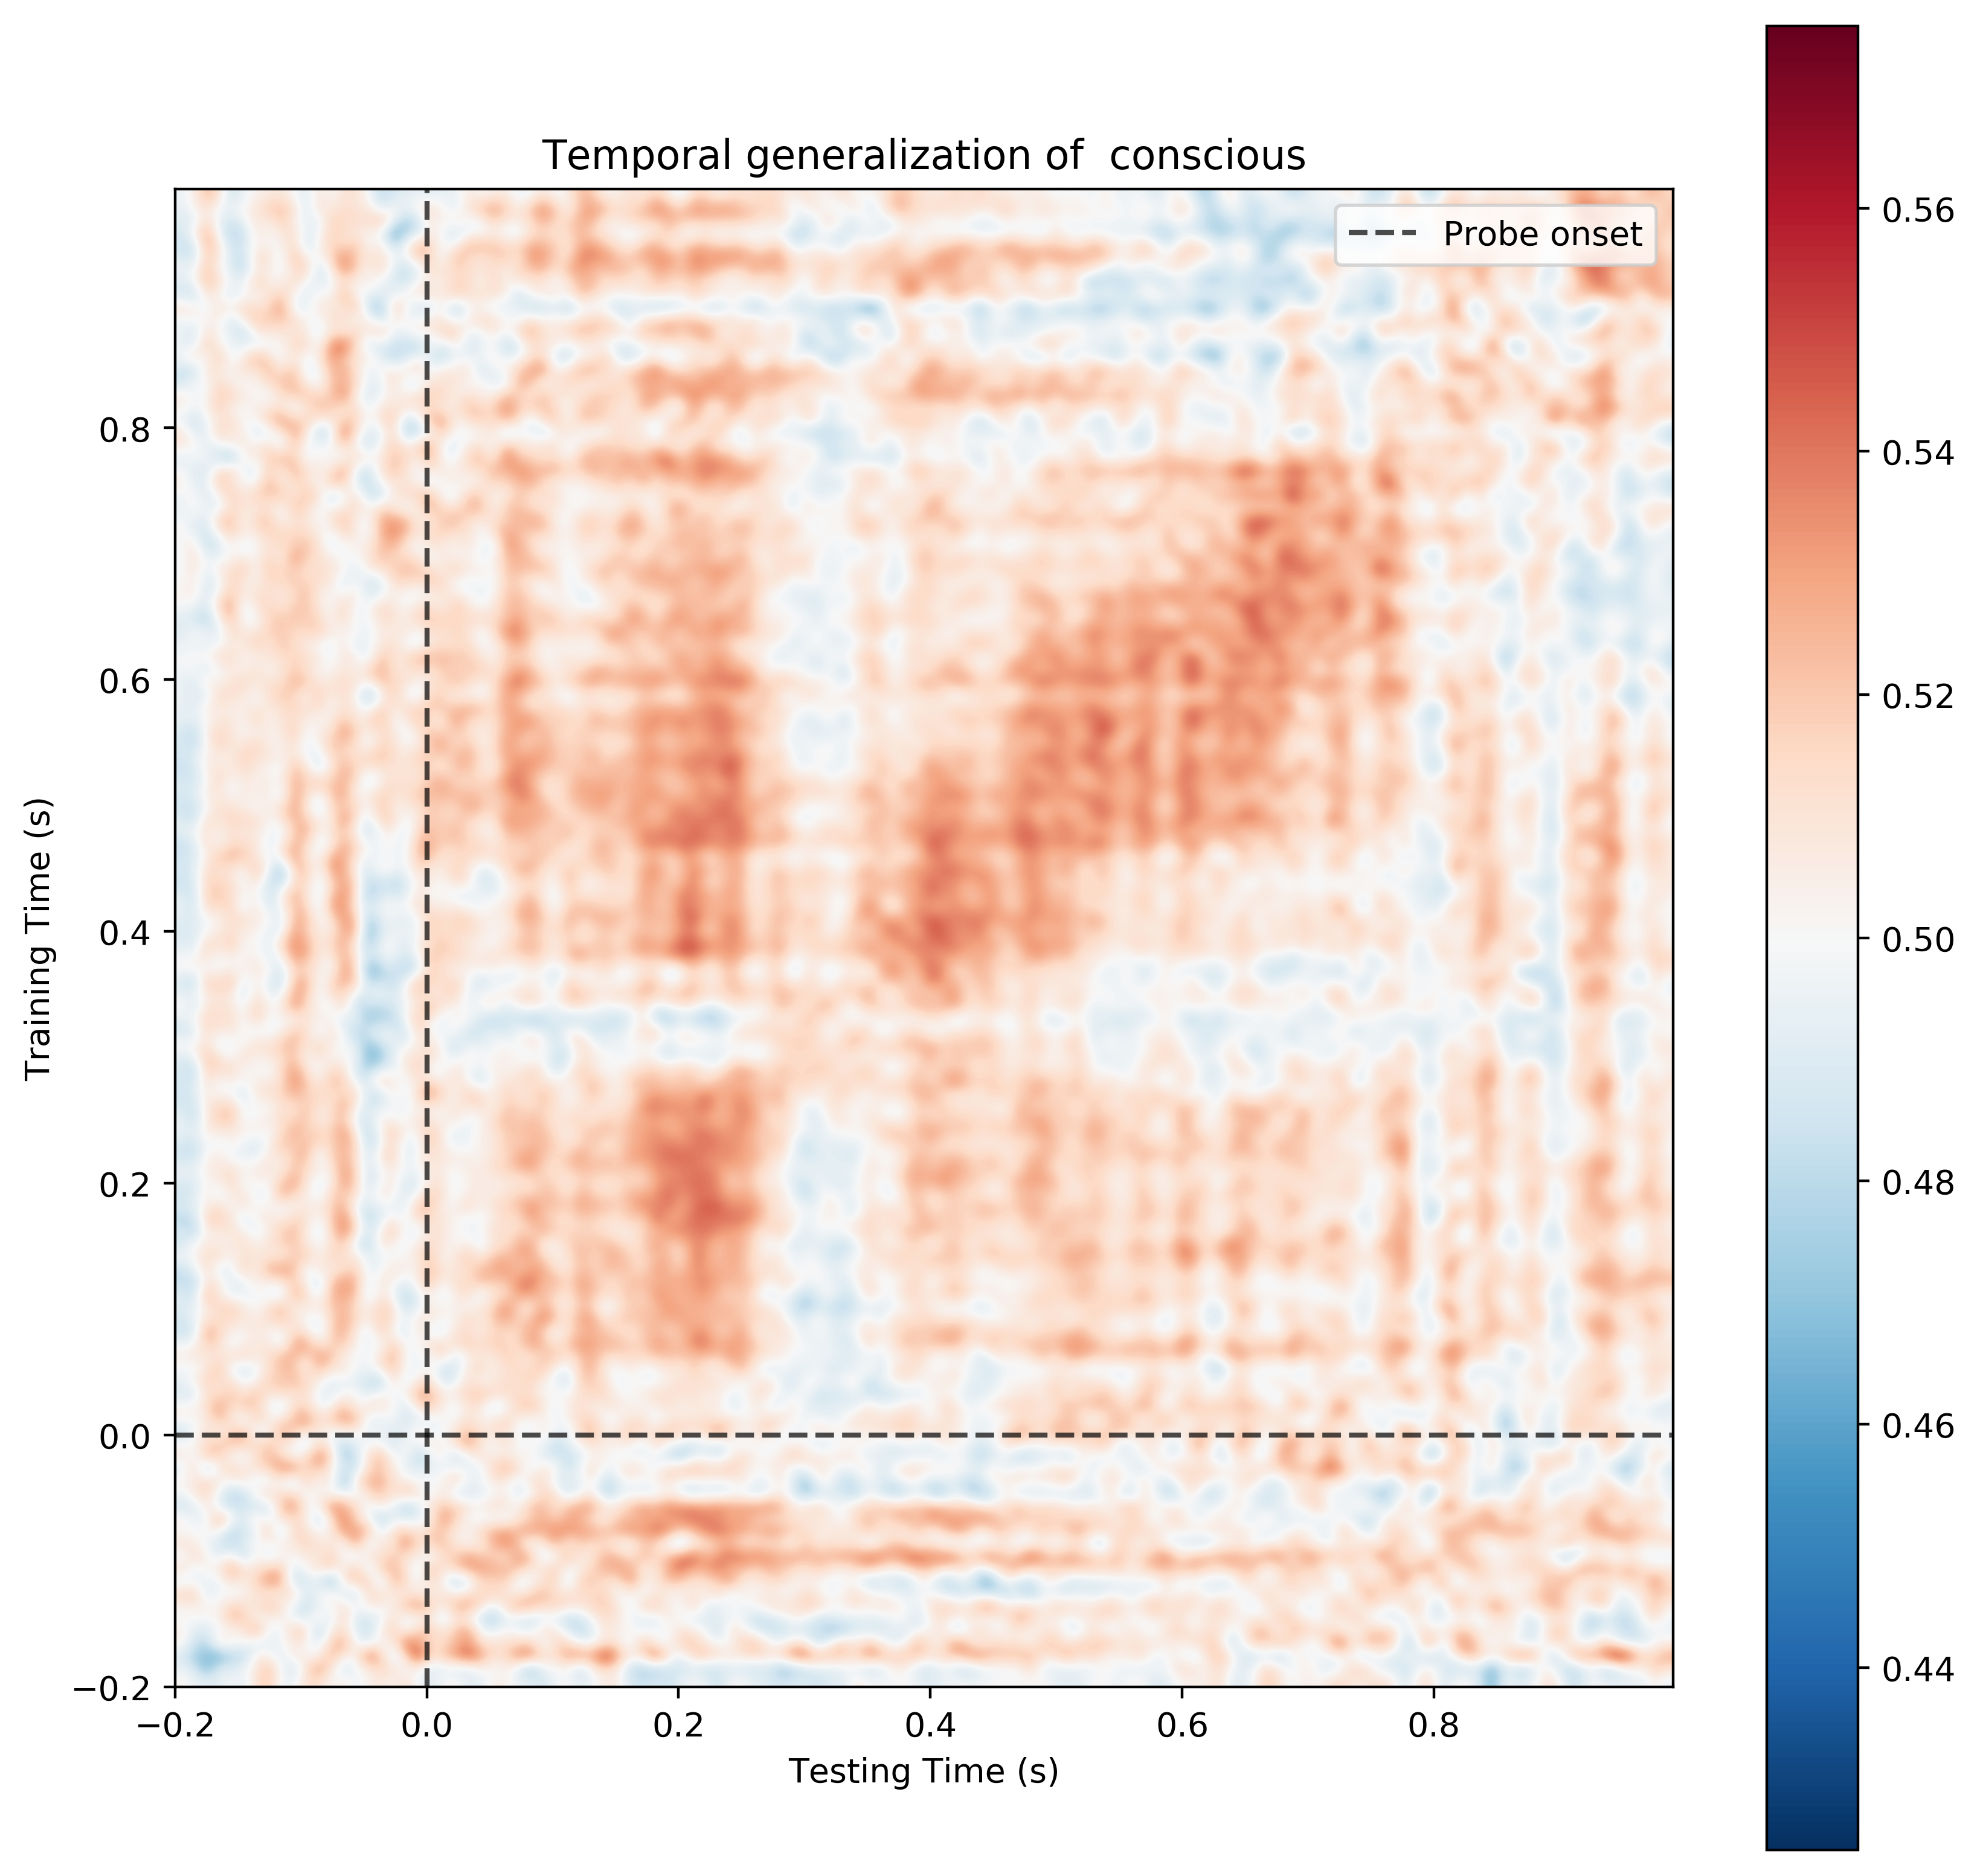 Temporal generalization of  conscious
Probe onset
Training Time (s)
0.8
0.6
0.4
0.2
0.0
−0.2
−0.2 0.0 0.2 0.4 0.6 0.8
Testing Time (s)
0.56
0.54
0.52
0.50
0.48
0.46
0.44